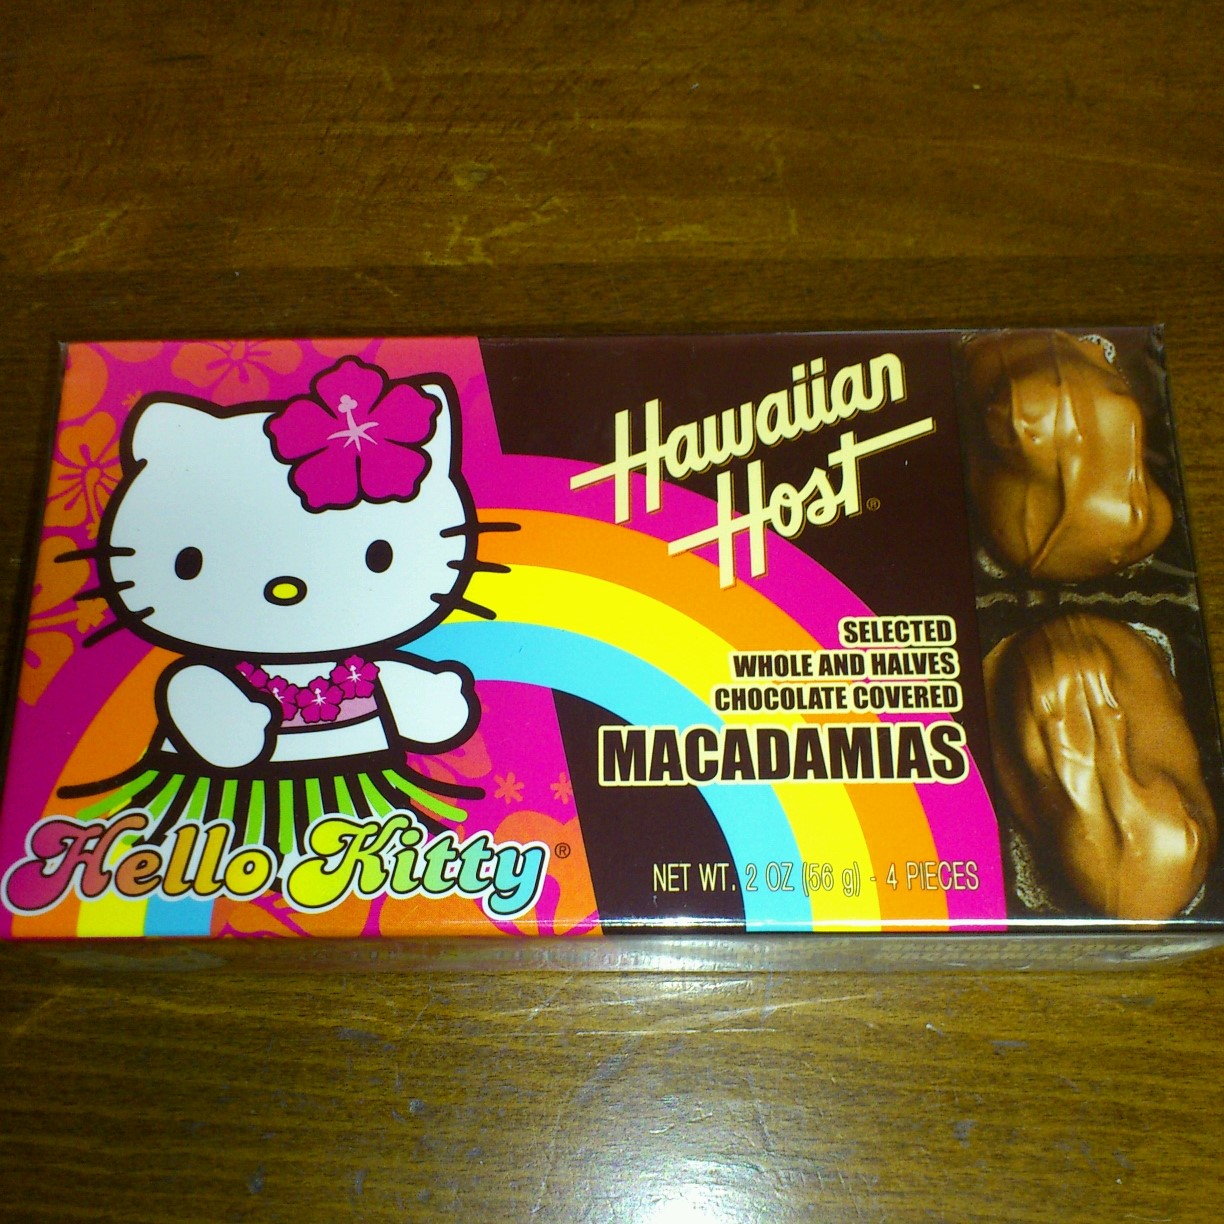 Hawaiian
Host®
SELECTED
WHOLE AND HALVES
CHOCOLATE COVERED
MACADAMIAS
NET WT. 2 OZ (56 g) - 4 PIECES
Hello Kitty®